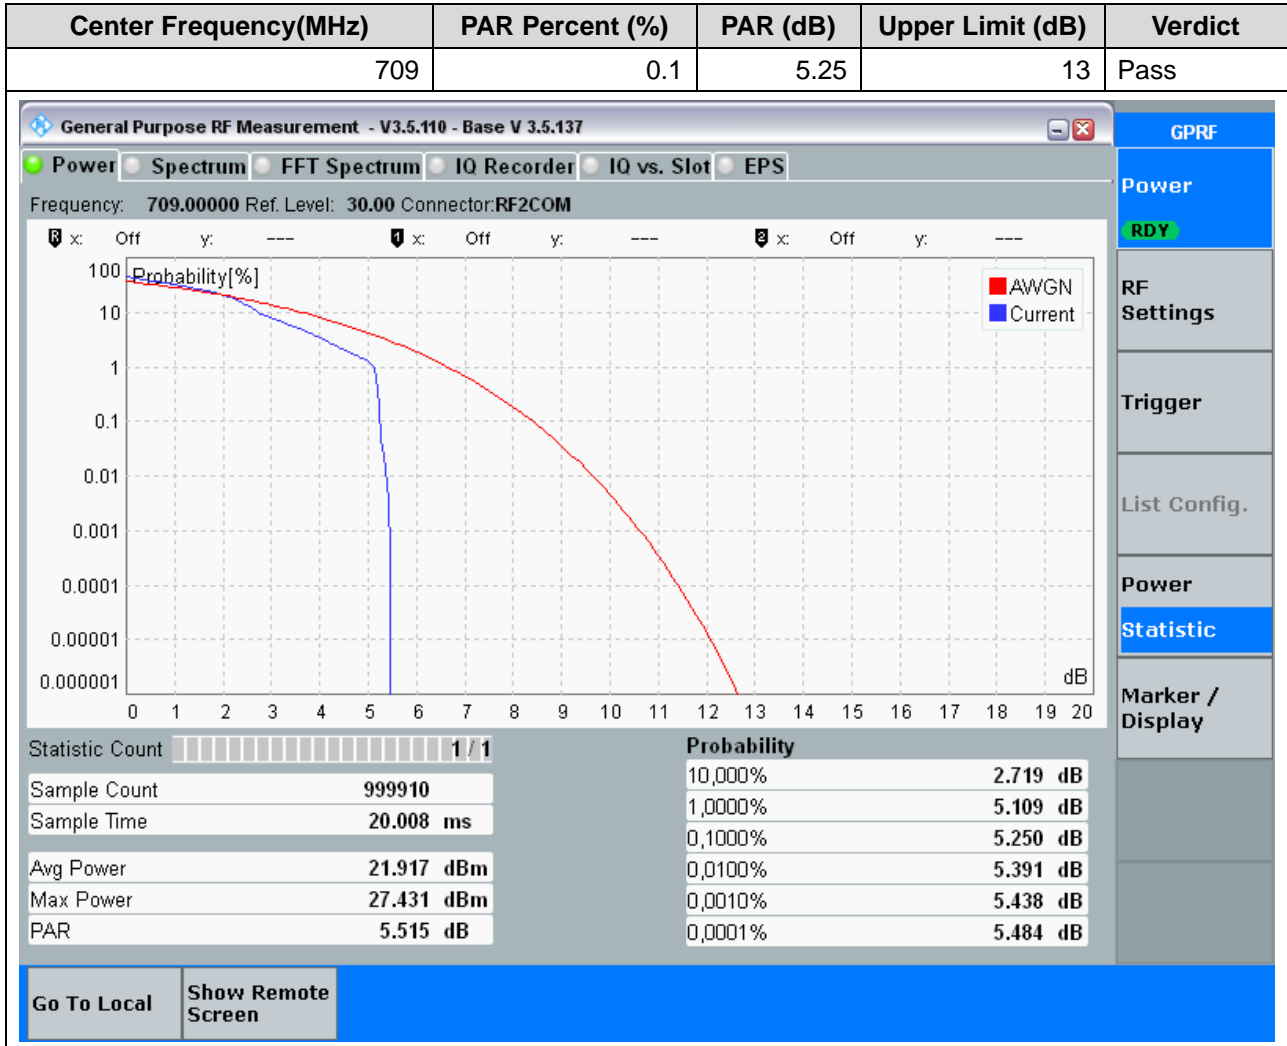 Center Frequency(MHz) PAR Percent (%) PAR (dB) Upper Limit (dB) Verdict
709 0.1 5.25 13 Pass
General Purpose RF Measurement - V3.5.110 - Base V 3.5.137
GPRF
Power Spectrum FFT Spectrum IQ Recorder IQ vs. Slot EPS
Power
RDY
Frequency: 709.00000 Ref. Level: 30.00 Connector:RF2COM
R x: Off y: --- 1 x: Off y: --- 2 x: Off y: ---
Probability[%]
100
10
1
0.1
0.01
0.001
0.0001
0.00001
0.000001
AWGN
Current
dB
0 1 2 3 4 5 6 7 8 9 10 11 12 13 14 15 16 17 18 19 20
RF
Settings
Trigger
List Config.
Power
Statistic
Marker /
Display
Statistic Count 1 / 1
Sample Count 999910
Sample Time 20.008 ms
Avg Power 21.917 dBm
Max Power 27.431 dBm
PAR 5.515 dB
Probability
10,000% 2.719 dB
1,0000% 5.109 dB
0,1000% 5.250 dB
0,0100% 5.391 dB
0,0010% 5.438 dB
0,0001% 5.484 dB
Go To Local
Show Remote
Screen